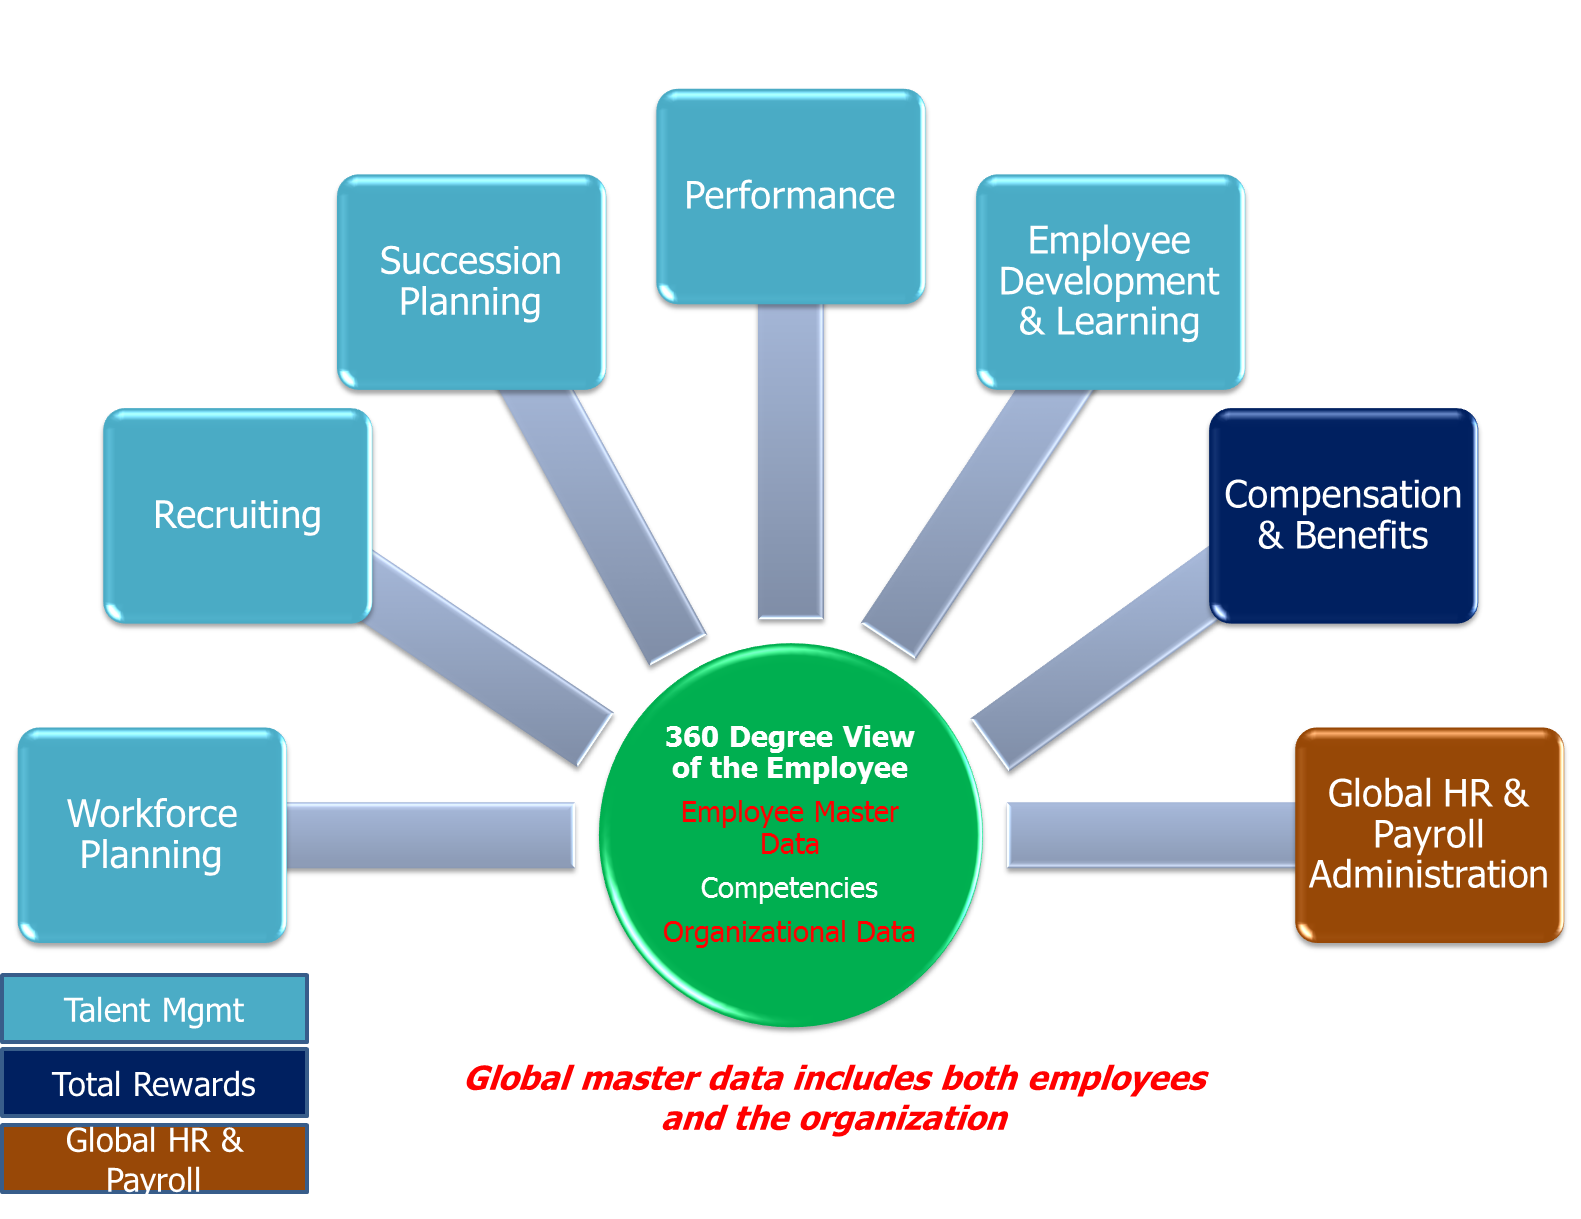 Performance
Succession
Planning
Employee
Development
& Learning
Recruiting
Compensation
& Benefits
Workforce
Planning
360 Degree View
of the Employee
Employee Master
Data
Competencies
Organizational Data
Global HR &
Payroll
Administration
Talent Mgmt
Total Rewards
Global HR &
Payroll
Global master data includes both employees
and the organization